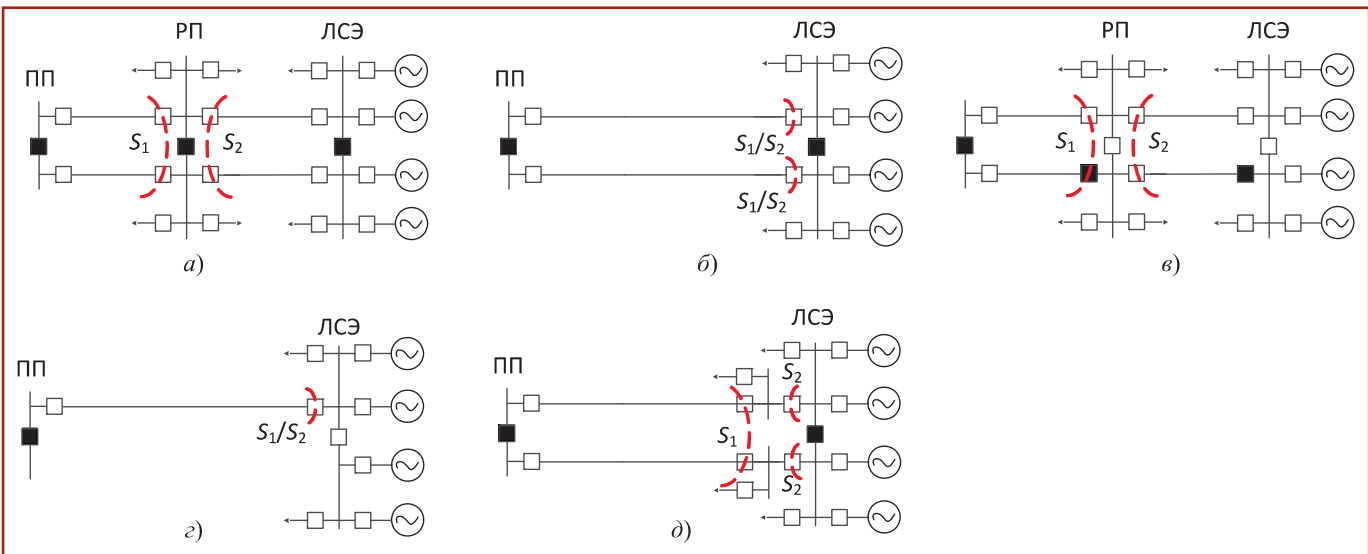 РП ЛСЭ
ПП
S1 S2
а)
ЛСЭ
ПП
S1/S2
S1/S2
б)
РП ЛСЭ
S1 S2
в)
ЛСЭ
ПП
S1/S2
г)
ЛСЭ
ПП
S2
S1
S2
д)